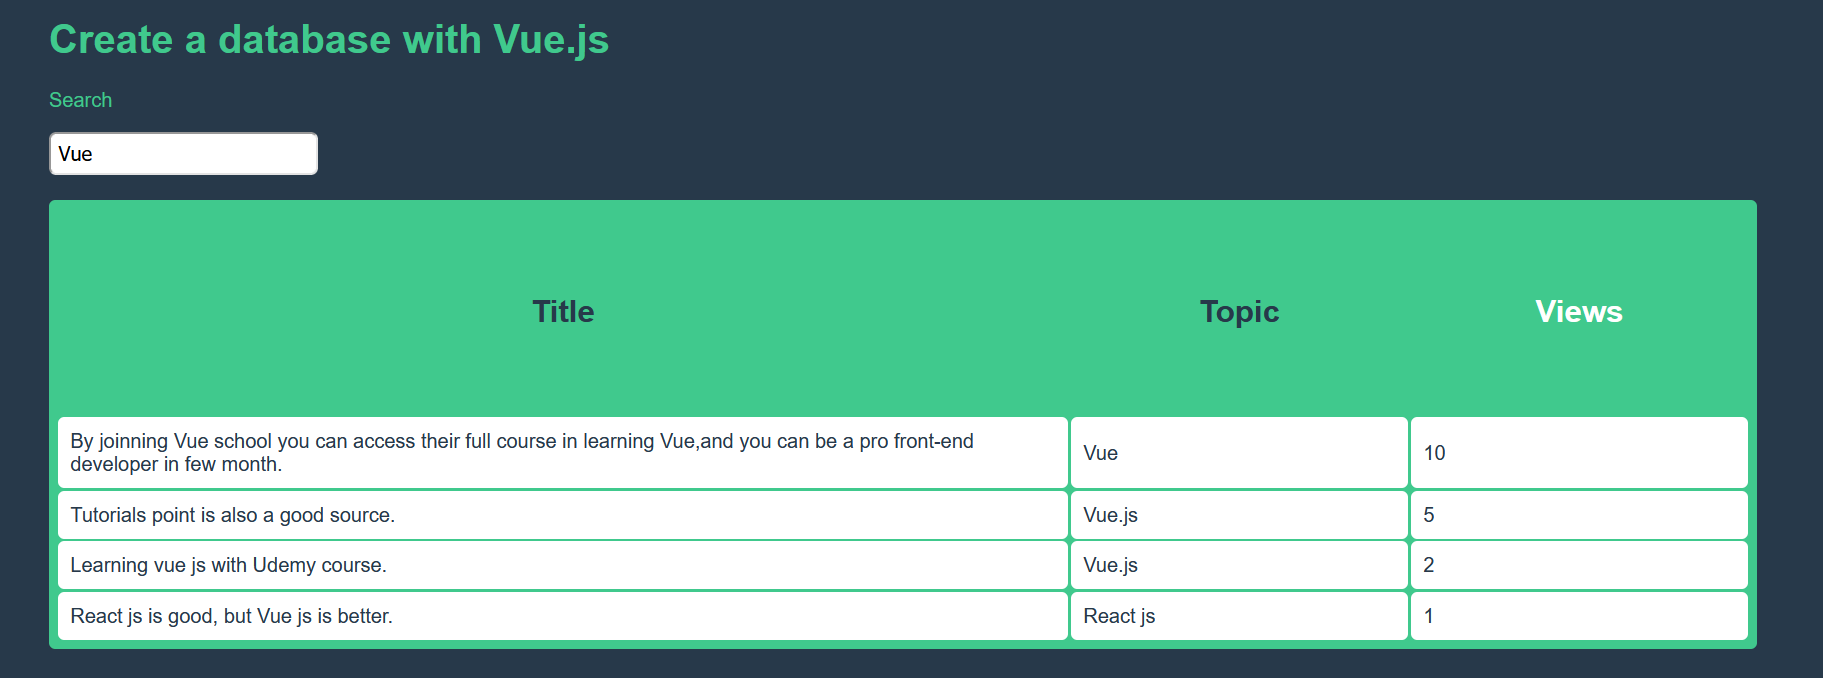 Create a database with Vue.js
Search
Vue
Title Topic Views
By joinning Vue school you can access their full course in learning Vue,and you can be a pro front-end
developer in few month.
Vue 10
Tutorials point is also a good source. Vue.js 5
Learning vue js with Udemy course. Vue.js 2
React js is good, but Vue js is better. React js 1